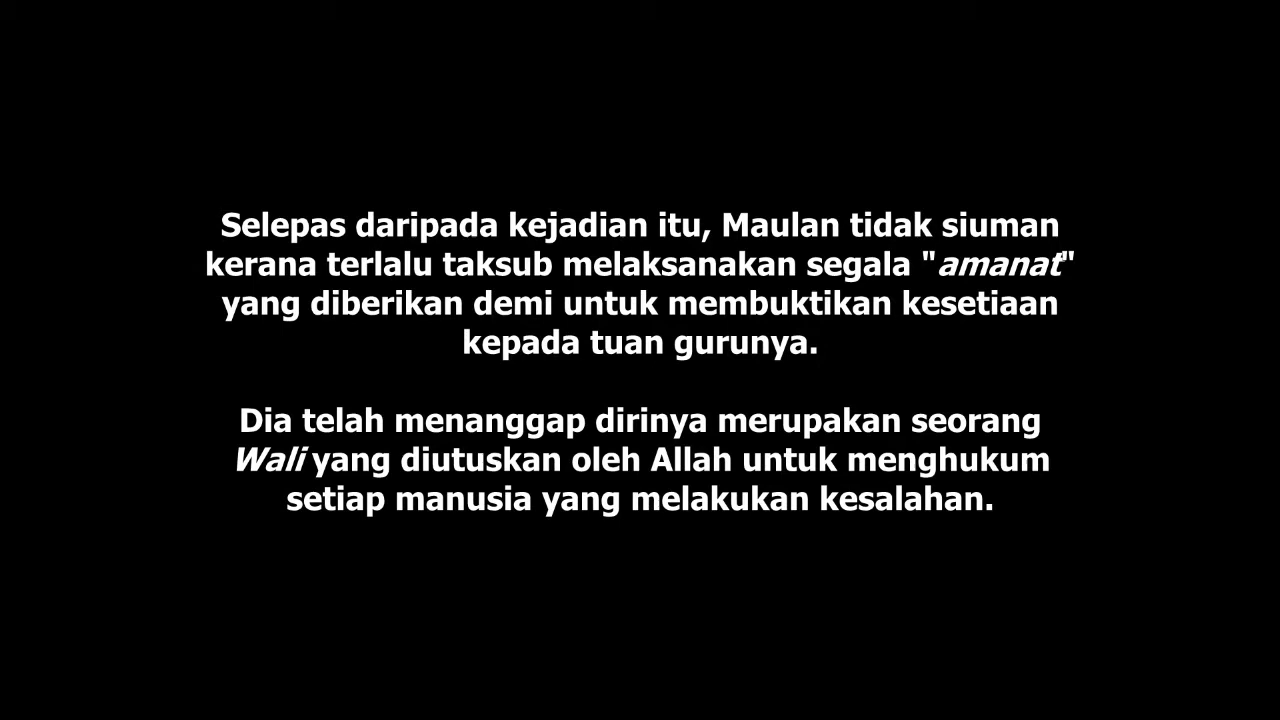 Selepas daripada kejadian itu, Maulan tidak siuman
kerana terlalu taksub melaksanakan segala "amanat"
yang diberikan demi untuk membuktikan kesetiaan
kepada tuan gurunya.
Dia telah menanggap dirinya merupakan seorang
Wali yang diutuskan oleh Allah untuk menghukum
setiap manusia yang melakukan kesalahan.